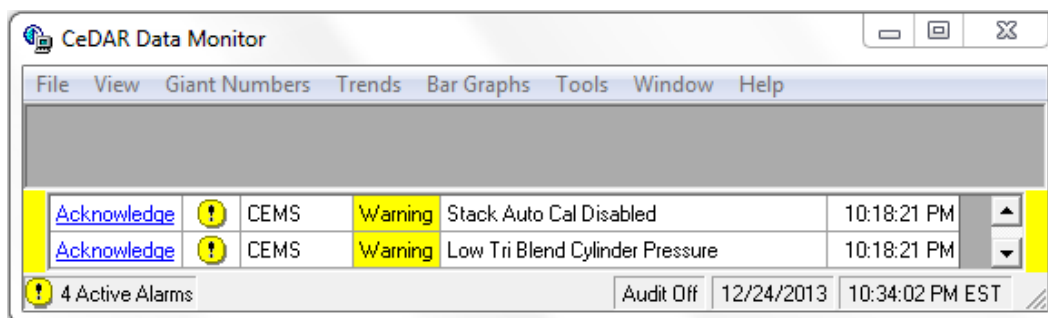 CeDAR Data Monitor
File View Giant Numbers Trends Bar Graphs Tools Window Help
Acknowledge CEMS Warning Stack Auto Cal Disabled 10:18:21 PM
Acknowledge CEMS Warning Low Tri Blend Cylinder Pressure 10:18:21 PM
4 Active Alarms Audit Off 12/24/2013 10:34:02 PM EST